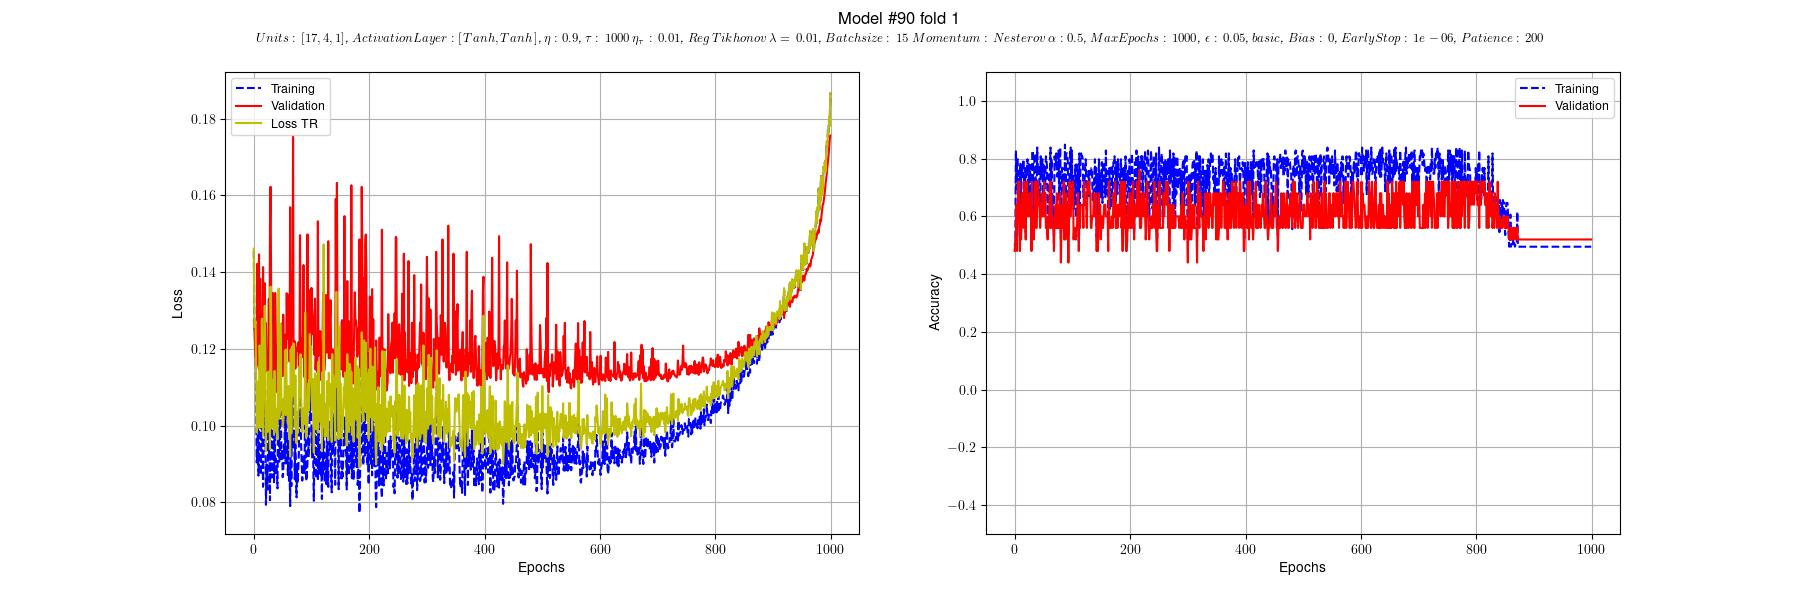 Model #90 fold 1
Units : [17, 4, 1], ActivationLayer : [Tanh, Tanh], η : 0.9, τ : 1000 ητ : 0.01, Reg Tikhonov λ = 0.01, Batchsize : 15 Momentum : Nesterov α : 0.5, MaxEpochs : 1000, ϵ : 0.05, basic, Bias : 0, EarlyStop : 1e − 06, Patience : 200
Training
Validation
Loss TR
0.18
0.16
0.14
0.12
0.10
0.08
Loss
0 200 400 600 800 1000
Epochs
Training
Validation
1.0
0.8
0.6
0.4
0.2
0.0
−0.2
−0.4
Accuracy
0 200 400 600 800 1000
Epochs